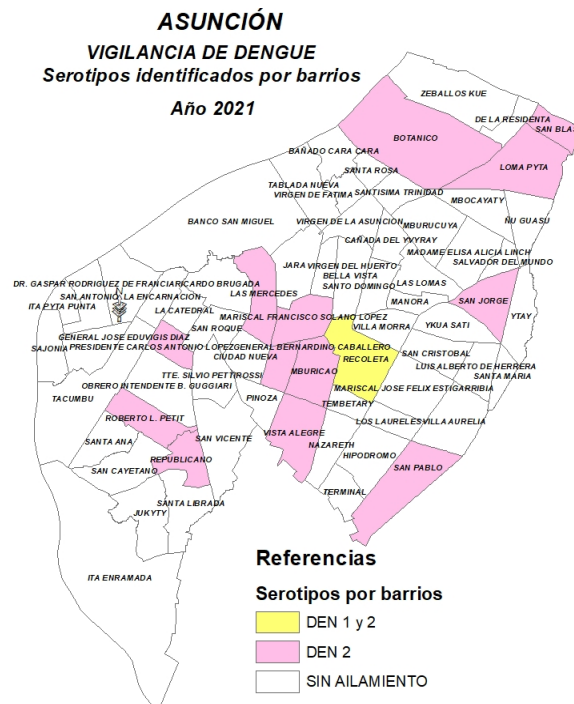 ASUNCIÓN
VIGILANCIA DE DENGUE
Serotipos identificados por barrios
Año 2021
ZEBALLOS KUE
DE LA RESIDENTA
SAN BLA
BOTANICO
BAÑADO CARA CARA
LOMA PYTA
SANTA ROSA
TABLADA NUEVA
VIRGEN DE FATIMA
SANTISIMA TRINIDAD
MBOCAYATY
BANCO SAN MIGUEL
VIRGEN DE LA ASUNCION
MBURUCUYA
ÑU GUASU
CAÑADA DEL YVYRAY
MADAME ELISA ALICIA LINCH
SALVADOR DEL MUNDO
JARA
VIRGEN DEL HUERTO
BELLA VISTA
DR. GASPAR RODRIGUEZ DE FRANCIA
RICARDO BRUGADA
SANTO DOMINGO
LAS LOMAS
LAS MERCEDES
SAN ANTONIO
LA ENCARNACION
ITA PYTA PUNTA
N
MANORA
SAN JORGE
LA CATEDRAL
MARISCAL FRANCISCO SOLANO LOPEZ
YTAY
SAN ROQUE
VILLA MORRA
YKUA SATI
GENERAL JOSE EDUVIGIS DIAZ
SAJONIA
PRESIDENTE CARLOS ANTONIO LOPEZ
GENERAL BERNARDINO CABALLERO
CIUDAD NUEVA
RECOLETA
SAN CRISTOBAL
LUIS ALBERTO DE HERRERA
TTE. SILVIO PETTIROSSI
MBURICAO
SANTA MARIA
OBRERO INTENDENTE B. GUGGIARI
MARISCAL JOSE FELIX ESTIGARRIBIA
TACUMBU
PINOZA
TEMBETARY
ROBERTO L. PETIT
LOS LAURELES
VILLA AURELIA
VISTA ALEGRE
SANTA ANA
SAN VICENTE
NAZARETH
HIPODROMO
REPUBLICANO
SAN CAYETANO
SAN PABLO
TERMINAL
SANTA LIBRADA
JUKYTY
ITA ENRAMADA
Referencias
Serotipos por barrios
DEN 1 y 2
DEN 2
SIN AILAMIENTO